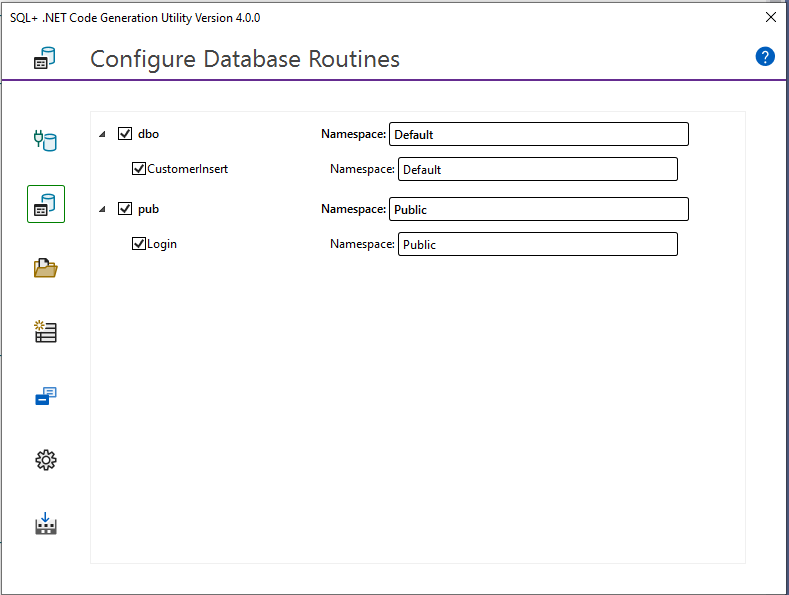 SQL+ .NET Code Generation Utility Version 4.0.0
Configure Database Routines
?
dbo Namespace: Default
CustomerInsert Namespace: Default
pub Namespace: Public
Login Namespace: Public